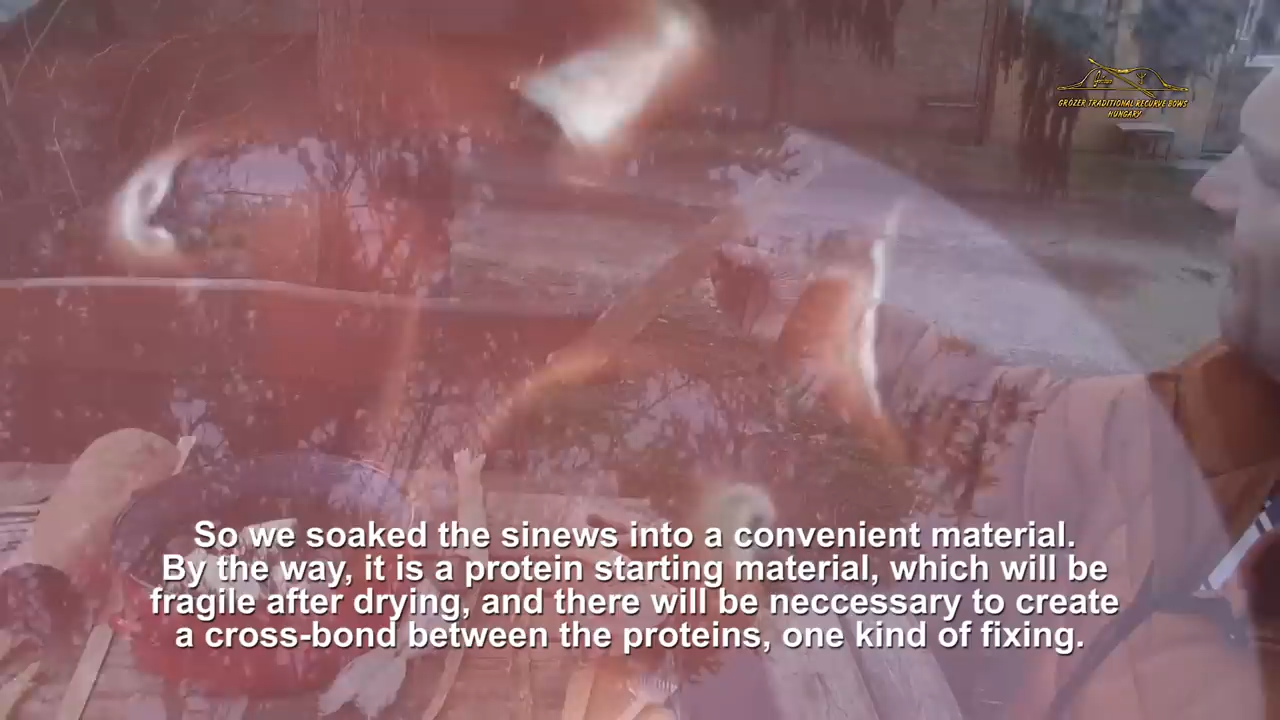 GROZER TRADITIONAL RECURVE BOWS
HUNGARY
So we soaked the sinews into a convenient material.
By the way, it is a protein starting material, which will be
fragile after drying, and there will be neccessary to create
a cross-bond between the proteins, one kind of fixing.